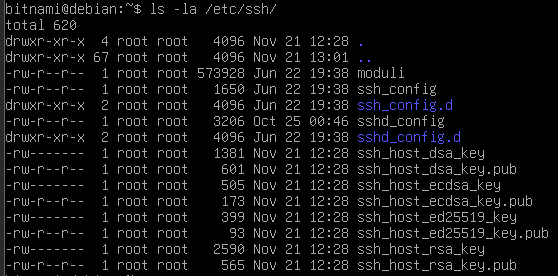 bitnami@debian:~$ ls -la /etc/ssh/
total 620
drwxr-xr-x  4 root root   4096 Nov 21 12:28 .
drwxr-xr-x 67 root root   4096 Nov 21 13:01 ..
-rw-r--r--  1 root root 573928 Jun 22 19:38 moduli
-rw-r--r--  1 root root   1650 Jun 22 19:38 ssh_config
drwxr-xr-x  2 root root   4096 Jun 22 19:38 ssh_config.d
-rw-r--r--  1 root root   3206 Oct 25 00:46 sshd_config
drwxr-xr-x  2 root root   4096 Jun 22 19:38 sshd_config.d
-rw-------  1 root root   1381 Nov 21 12:28 ssh_host_dsa_key
-rw-r--r--  1 root root    601 Nov 21 12:28 ssh_host_dsa_key.pub
-rw-------  1 root root    505 Nov 21 12:28 ssh_host_ecdsa_key
-rw-r--r--  1 root root    173 Nov 21 12:28 ssh_host_ecdsa_key.pub
-rw-------  1 root root    399 Nov 21 12:28 ssh_host_ed25519_key
-rw-r--r--  1 root root     93 Nov 21 12:28 ssh_host_ed25519_key.pub
-rw-------  1 root root   2590 Nov 21 12:28 ssh_host_rsa_key
-rw-r--r--  1 root root    565 Nov 21 12:28 ssh_host_rsa_key.pub